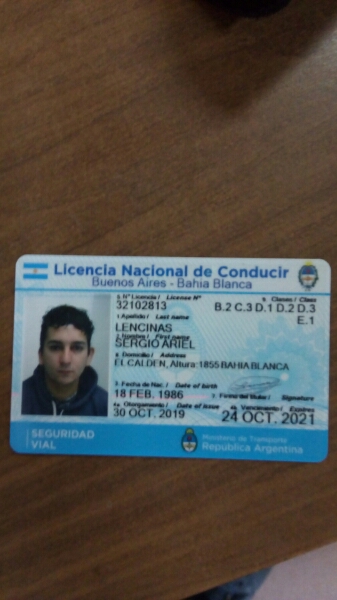 Licencia Nacional de Conducir
Buenos Aires - Bahia Blanca
5. Nº Licencia / License Nº
9. Clases / Class
32102813
B.2 C.3 D.1 D.2 D.3
E.1
1. Apellido / Last name
LENCINAS
2. Nombre / First name
SERGIO ARIEL
8. Domicilio / Address
EL CALDEN, Altura: 1855 BAHIA BLANCA
3. Fecha de Nac. / Date of birth
7. Firma del titular / Signature
18 FEB. 1986
4a. Otorgamiento / Date of issue
4b. Vencimiento / Expires
30 OCT. 2019
24 OCT. 2021
SEGURIDAD
VIAL
Ministerio de Transporte
República Argentina